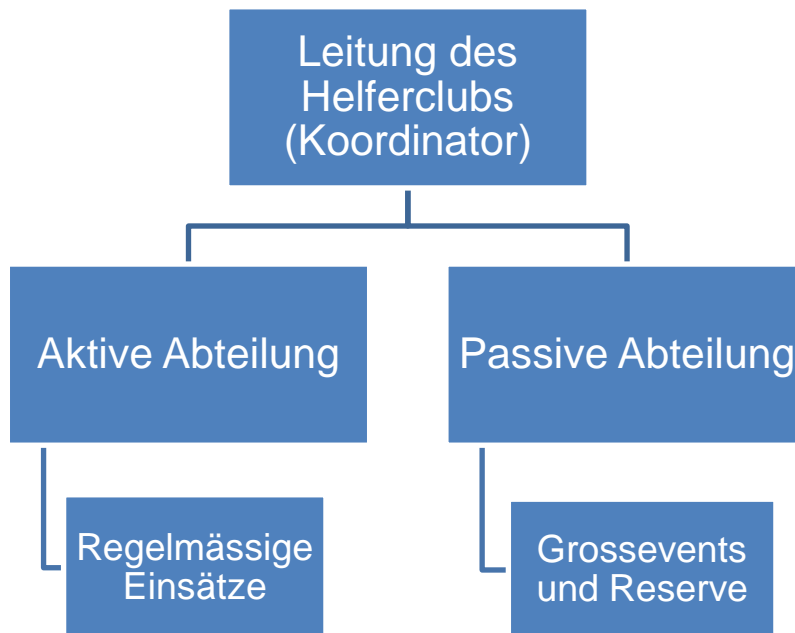 Leitung des
Helferclubs
(Koordinator)
Aktive Abteilung
Passive Abteilung
Regelmässige
Einsätze
Grossevents
und Reserve